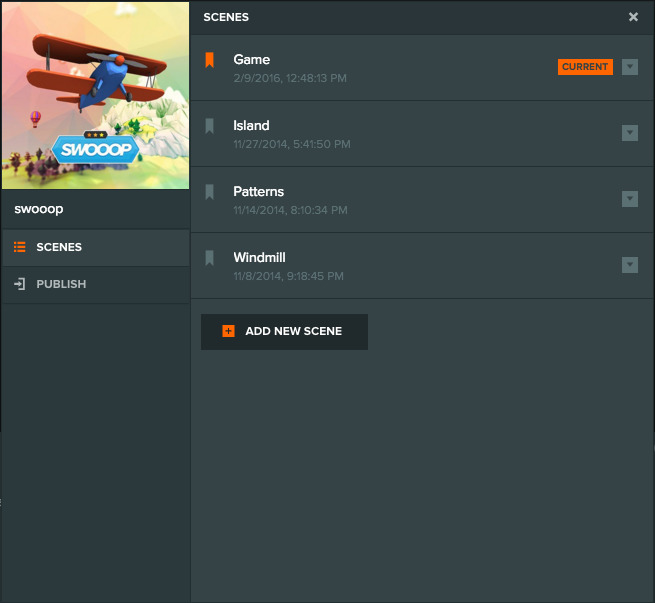 SCENES
Game
2/9/2016, 12:48:13 PM
CURRENT
Island
11/27/2014, 5:41:50 PM
Patterns
11/14/2014, 8:10:34 PM
Windmill
11/8/2014, 9:18:45 PM
ADD NEW SCENE
SWOOOP
swooop
SCENES
PUBLISH